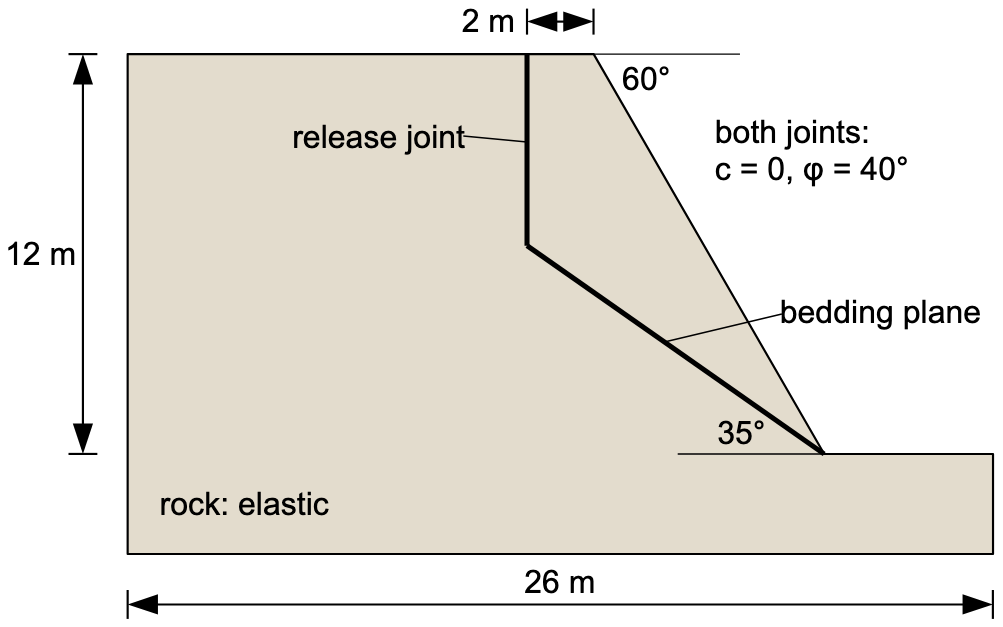 2 m
60°
release joint
both joints:
c = 0, φ = 40°
12 m
bedding plane
35°
rock: elastic
26 m